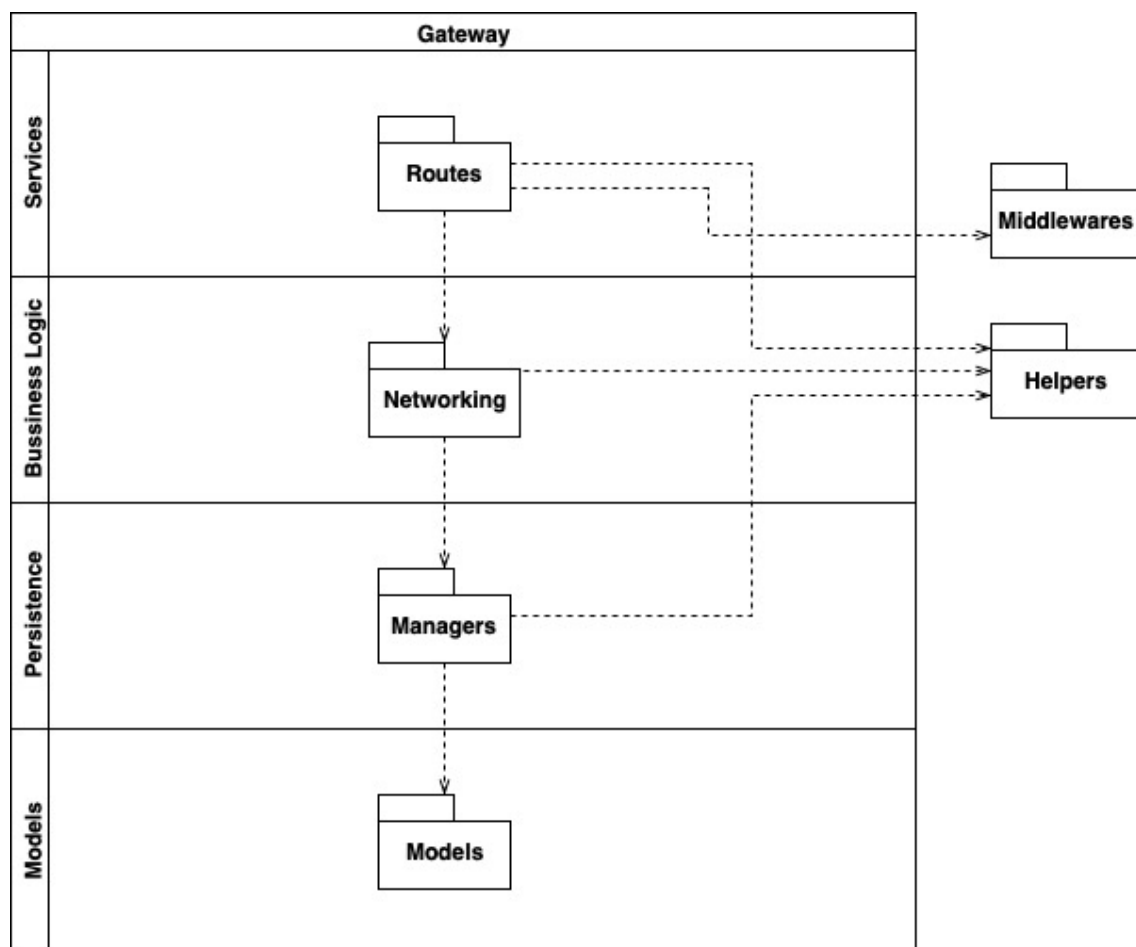 Gateway
Services
Routes
Middlewares
Bussiness Logic
Networking
Helpers
Persistence
Managers
Models
Models